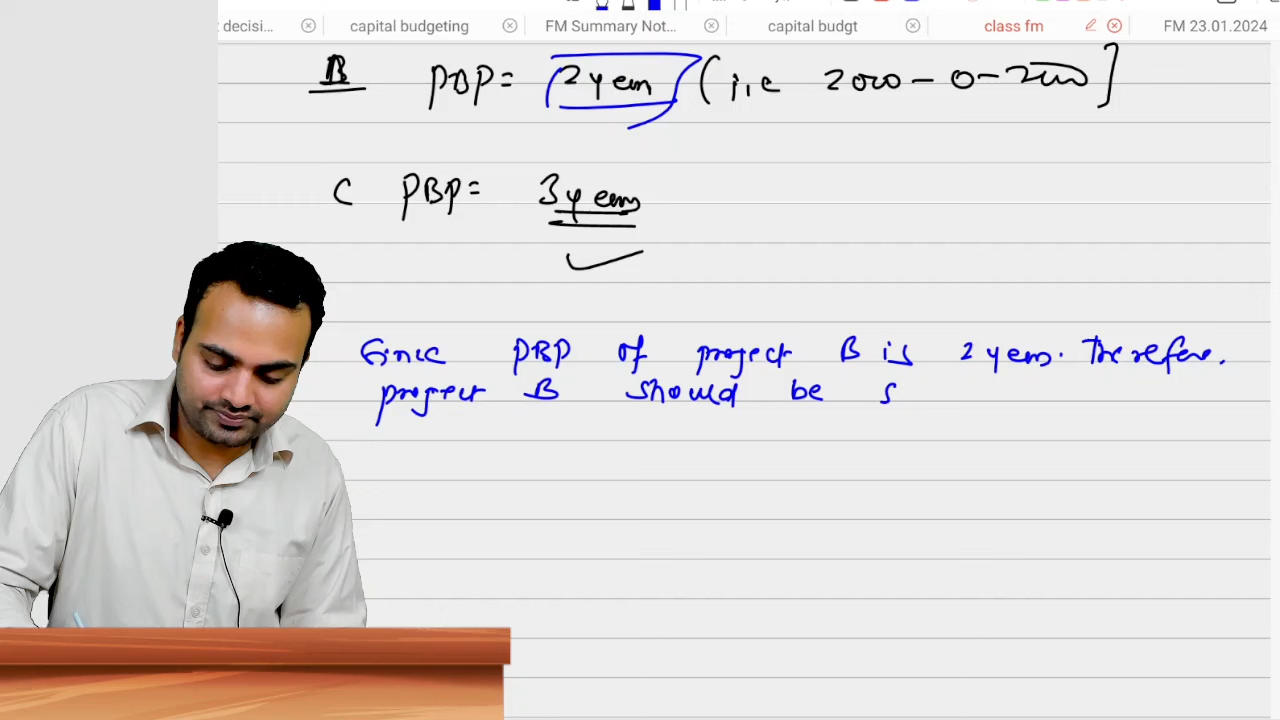 t decisi...
capital budgeting
FM Summary Not...
capital budgt
class fm
FM 23.01.2024
B PBP= 2 year (i.e 2000-0-2000]
C PBP= 3 years
Since PBP of project B is 2 years. Therefore.
project B should be s